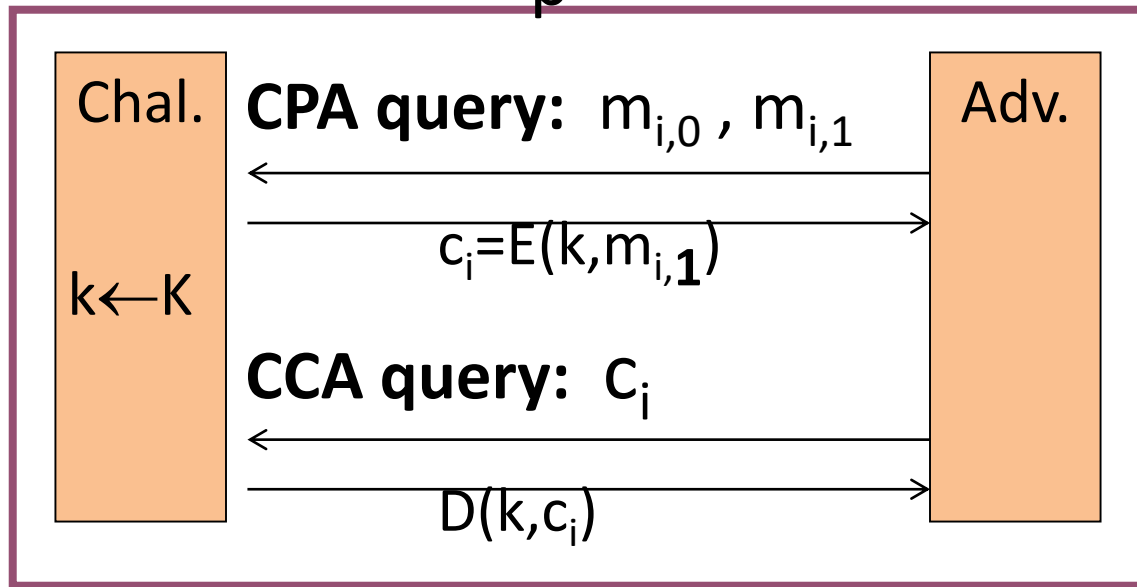 Chal.
CPA query: m_{i,0} , m_{i,1}
Adv.
c_i=E(k,m_{i,1})
k←K
CCA query: c_i
D(k,c_i)